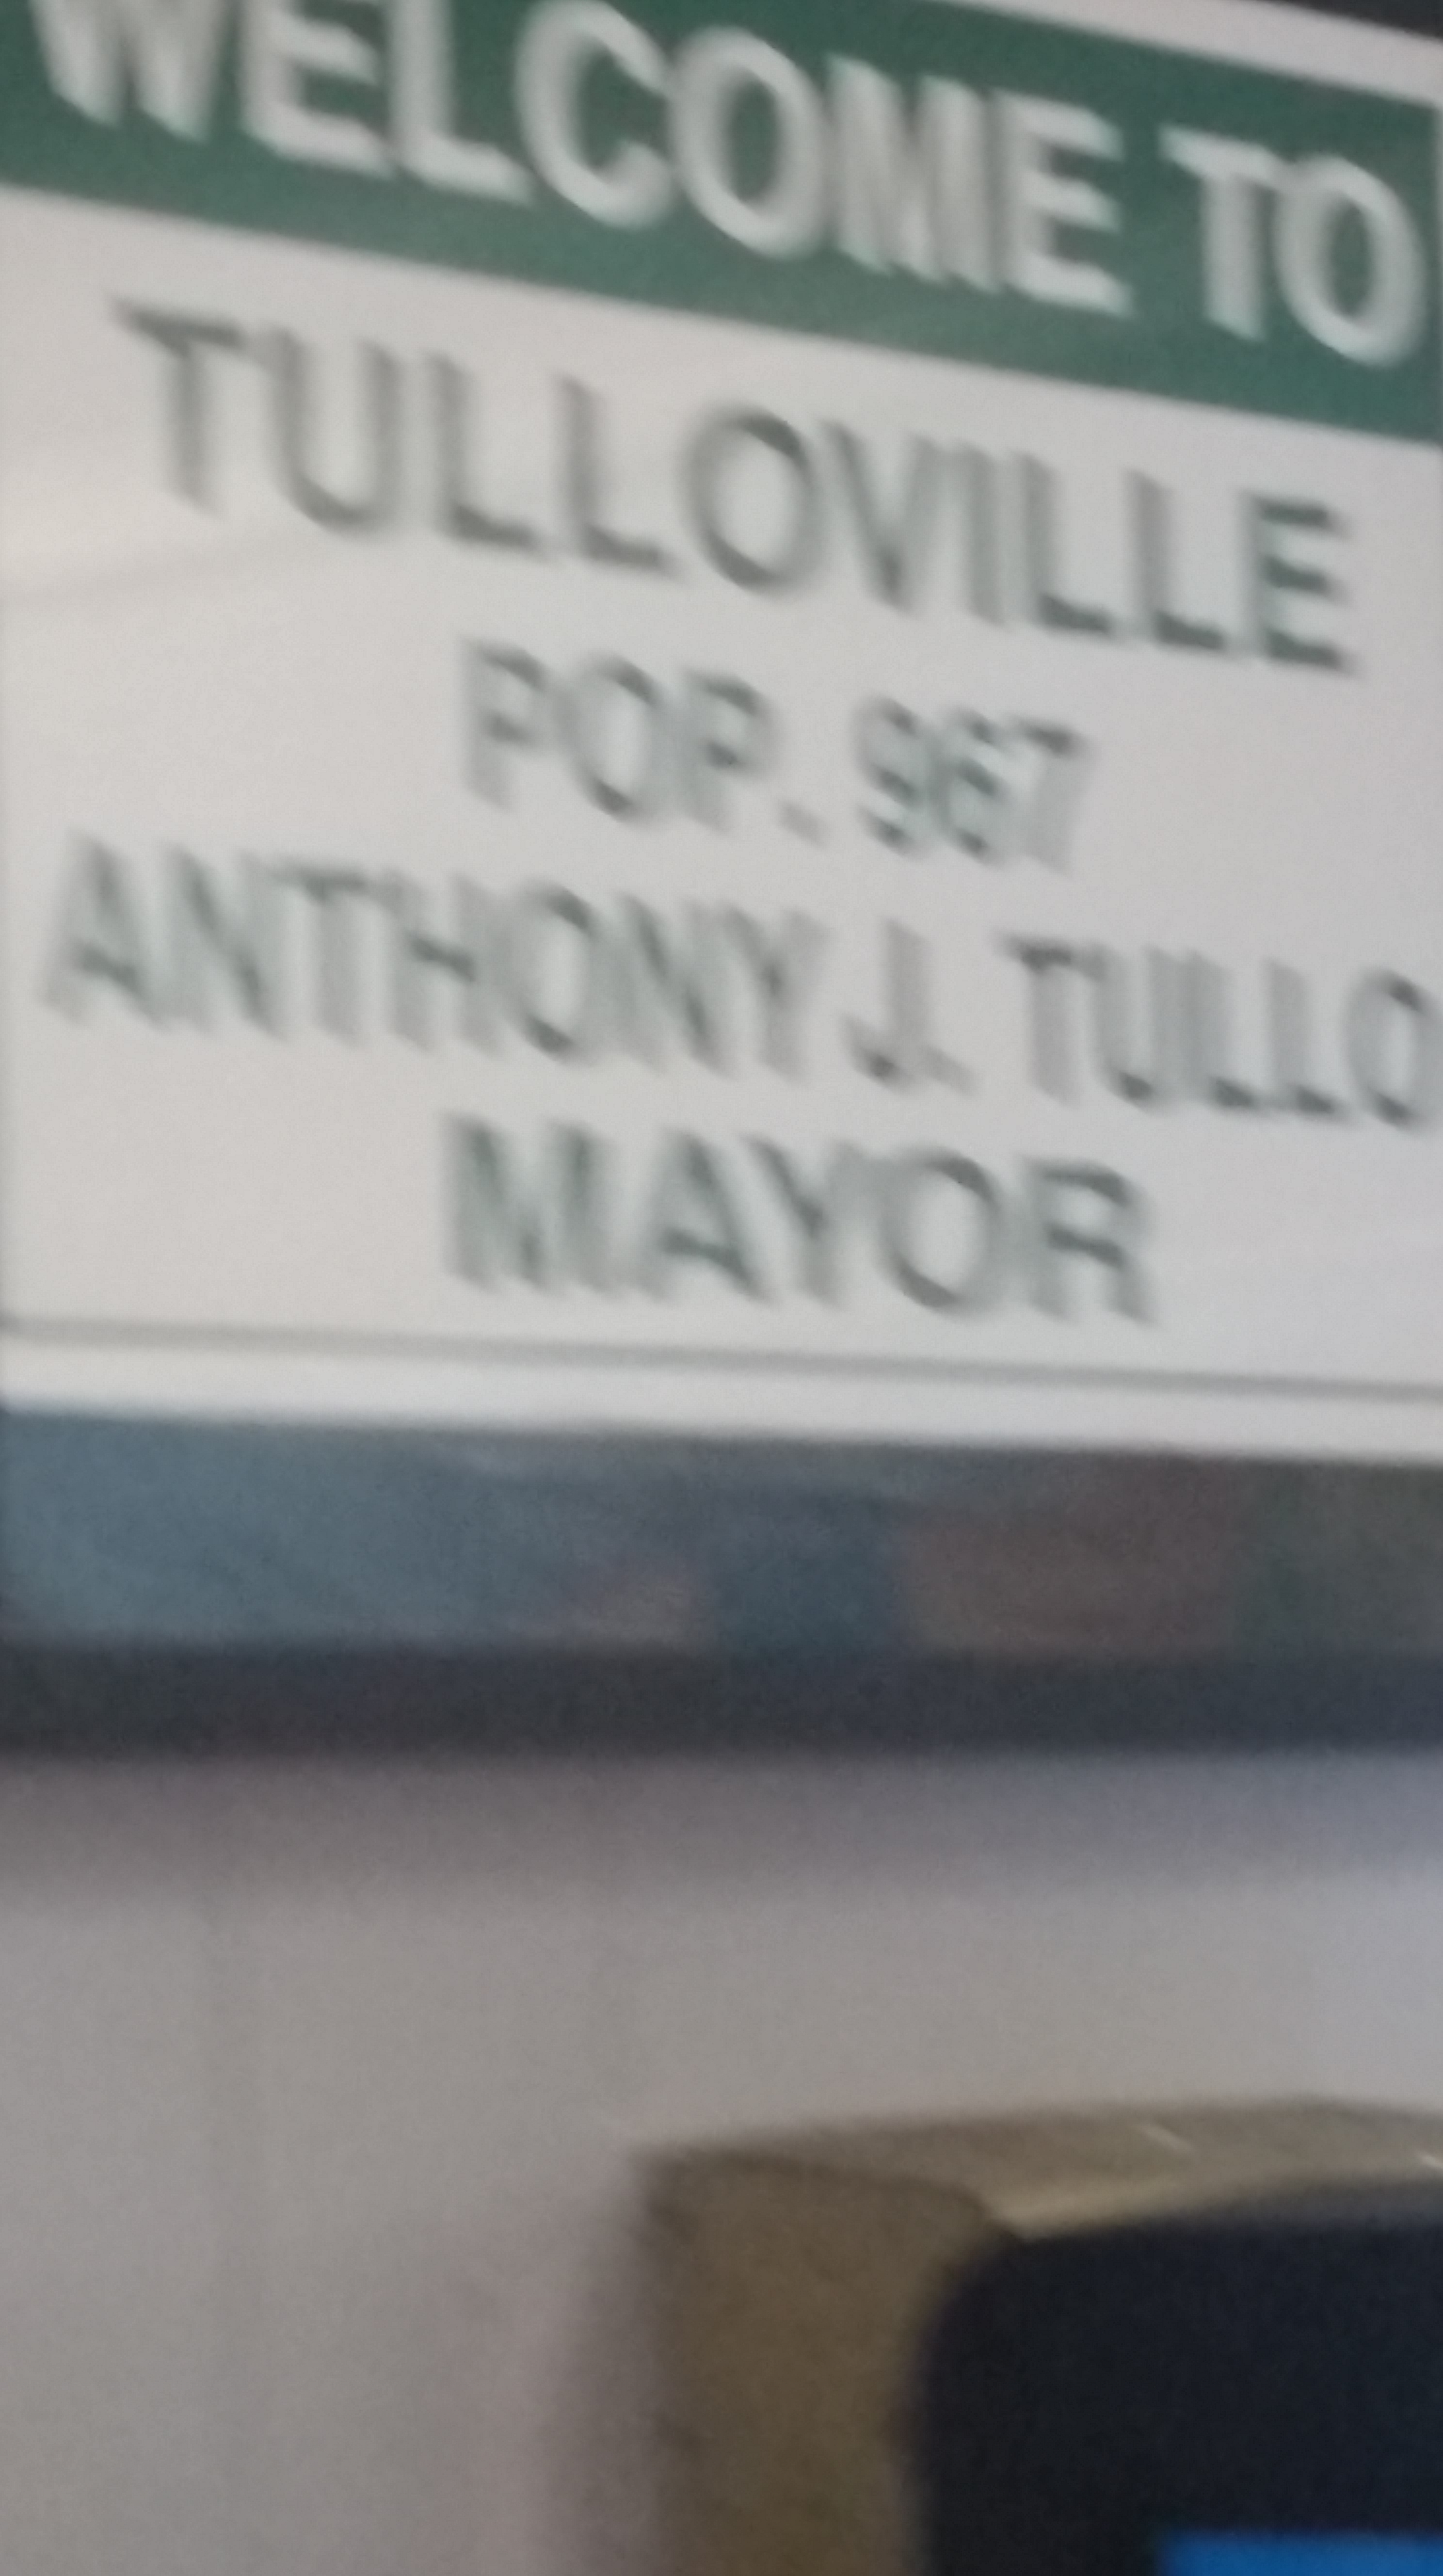 WELCOME TO
TULLOVILLE
POP. 967
ANTHONY J. TULLO
MAYOR